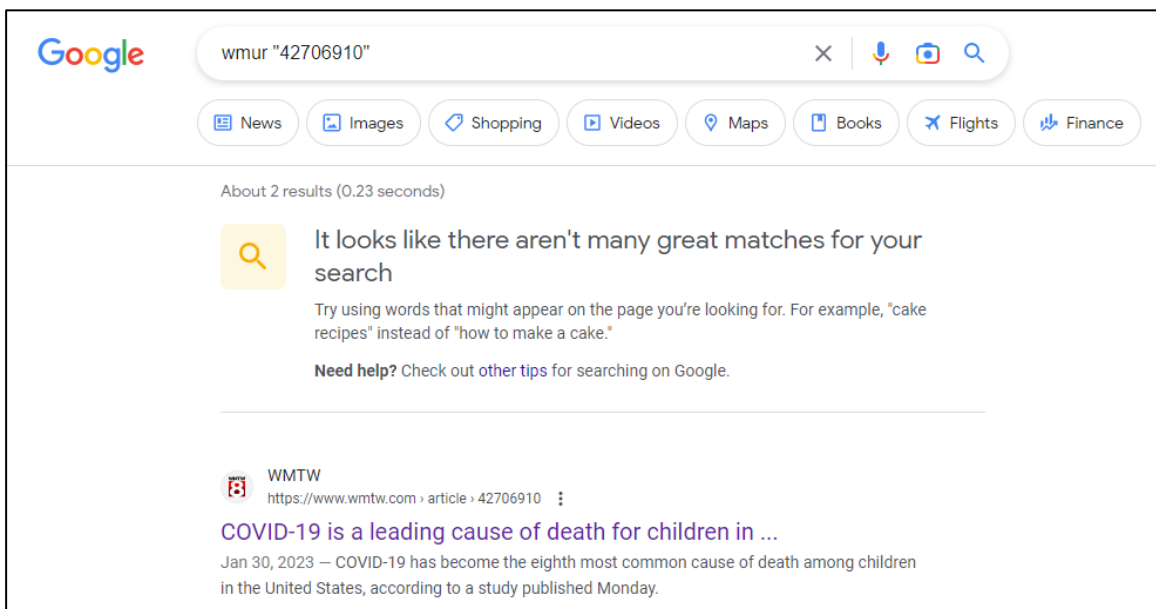 Google
wmur "42706910"
News
Images
Shopping
Videos
Maps
Books
Flights
Finance
About 2 results (0.23 seconds)
It looks like there aren't many great matches for your
search
Try using words that might appear on the page you're looking for. For example, "cake
recipes" instead of "how to make a cake."
Need help? Check out other tips for searching on Google.
WMTW
8
WMTW
https://www.wmtw.com › article › 42706910
COVID-19 is a leading cause of death for children in ...
Jan 30, 2023 — COVID-19 has become the eighth most common cause of death among children
in the United States, according to a study published Monday.